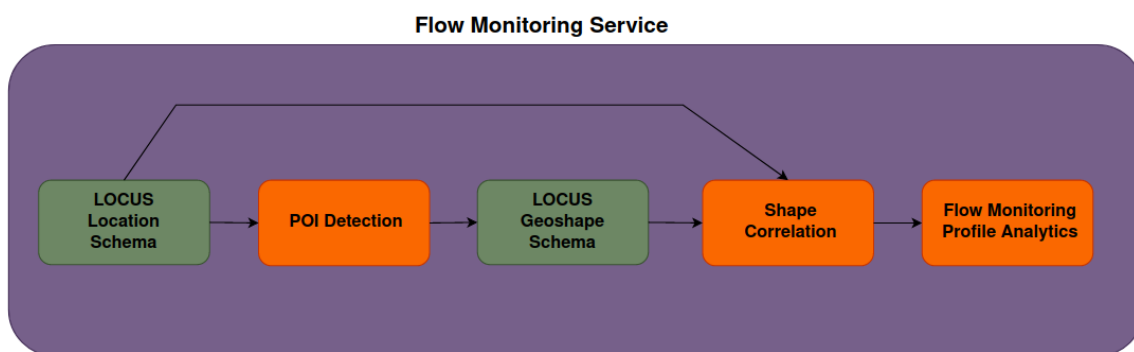 Flow Monitoring Service
LOCUS
Location
Schema
POI Detection
LOCUS
Geoshape
Schema
Shape
Correlation
Flow Monitoring
Profile Analytics